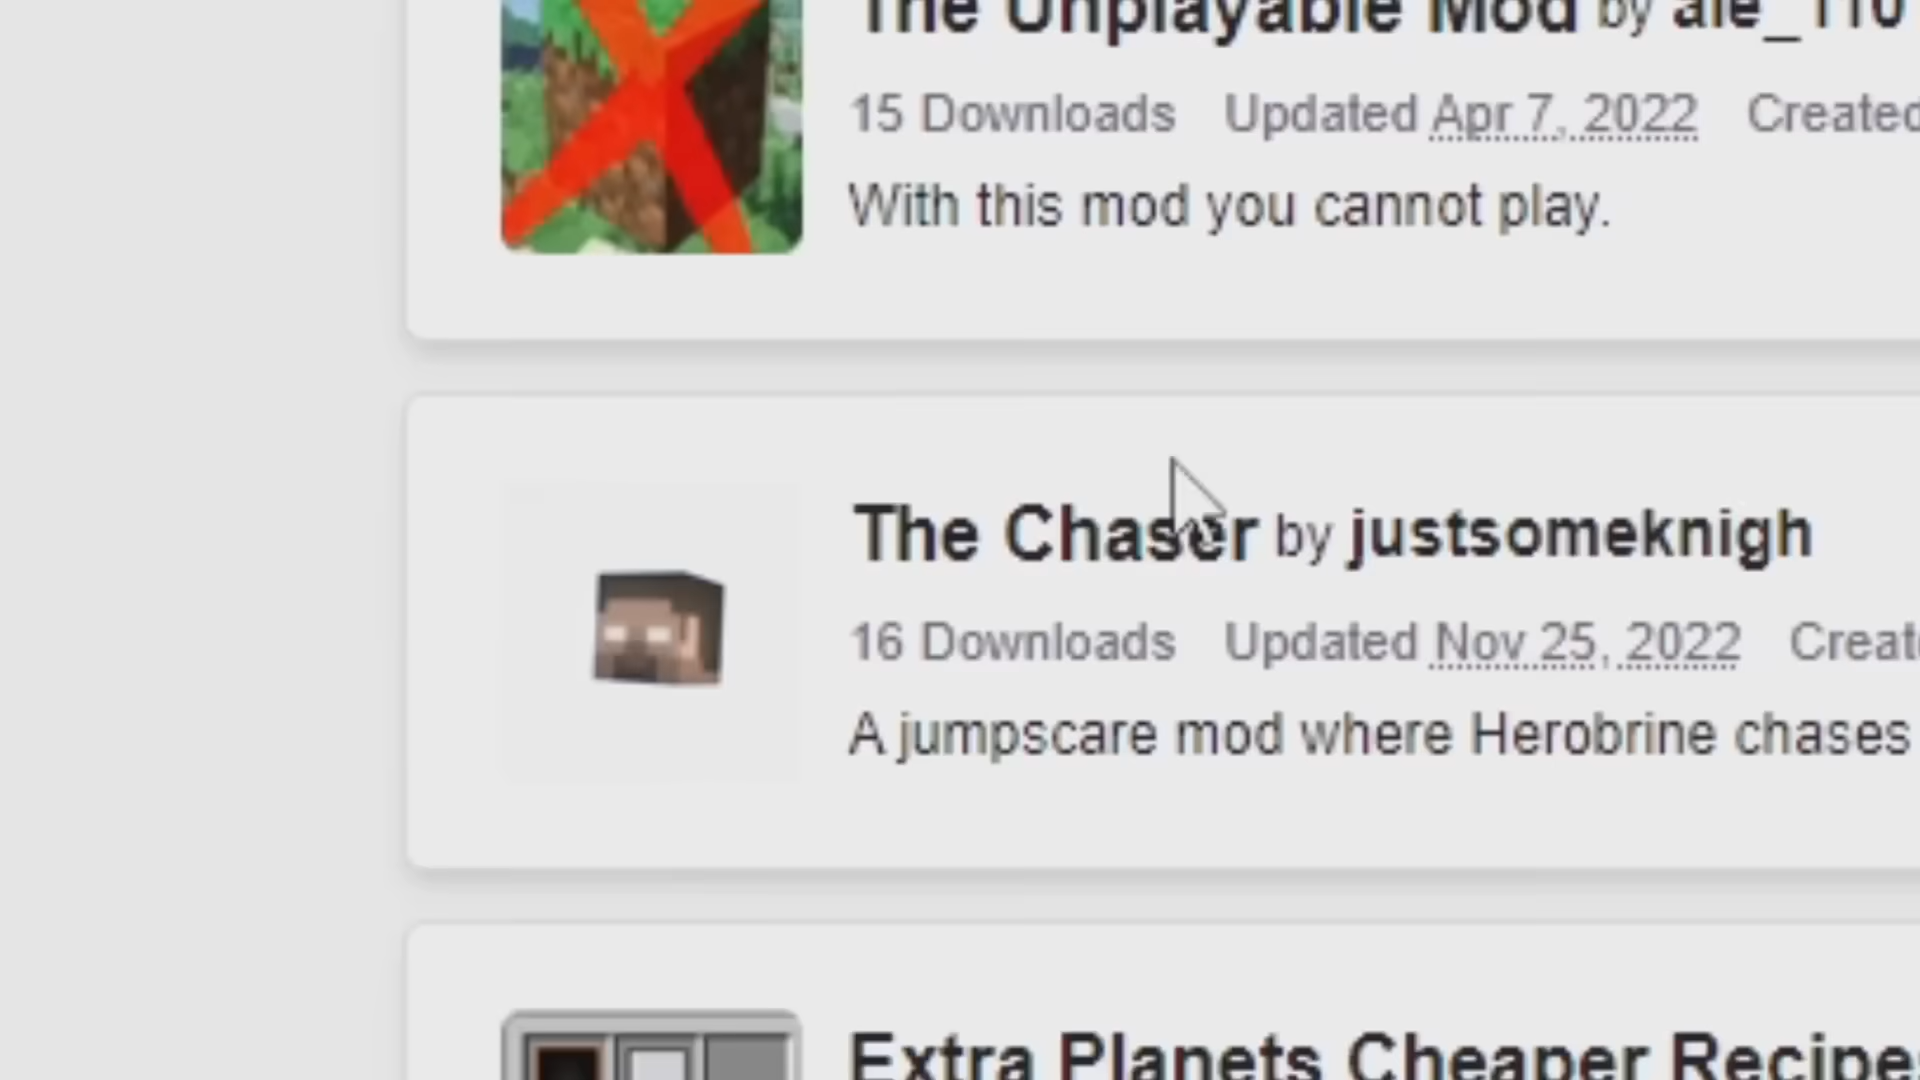 The Unplayable Mod by ale_110
15 Downloads Updated Apr 7, 2022 Created
With this mod you cannot play.
The Chaser by justsomeknigh
16 Downloads Updated Nov 25, 2022 Creat
A jumpscare mod where Herobrine chases
Extra Planets Cheaper Recipe